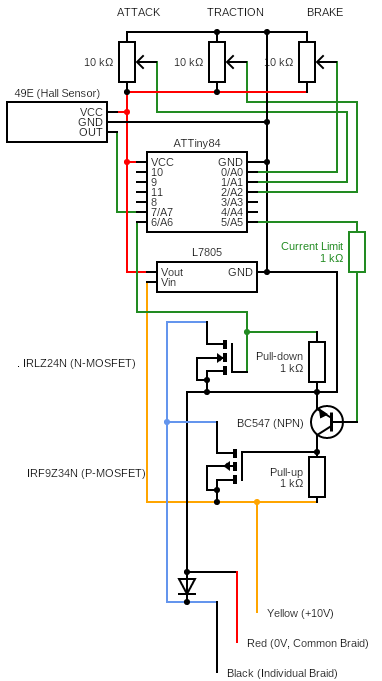 ATTACK TRACTION BRAKE
10 kΩ 10 kΩ 10 kΩ
49E (Hall Sensor)
VCC
GND
OUT
ATTiny84
VCC GND
10 0/A0
9 1/A1
11 2/A2
8 3/A3
7/A7 4/A4
6/A6 5/A5
Current Limit
1 kΩ
L7805
Vout GND
Vin
. IRLZ24N (N-MOSFET)
Pull-down
1 kΩ
BC547 (NPN)
IRF9Z34N (P-MOSFET)
Pull-up
1 kΩ
Yellow (+10V)
Red (0V, Common Braid)
Black (Individual Braid)